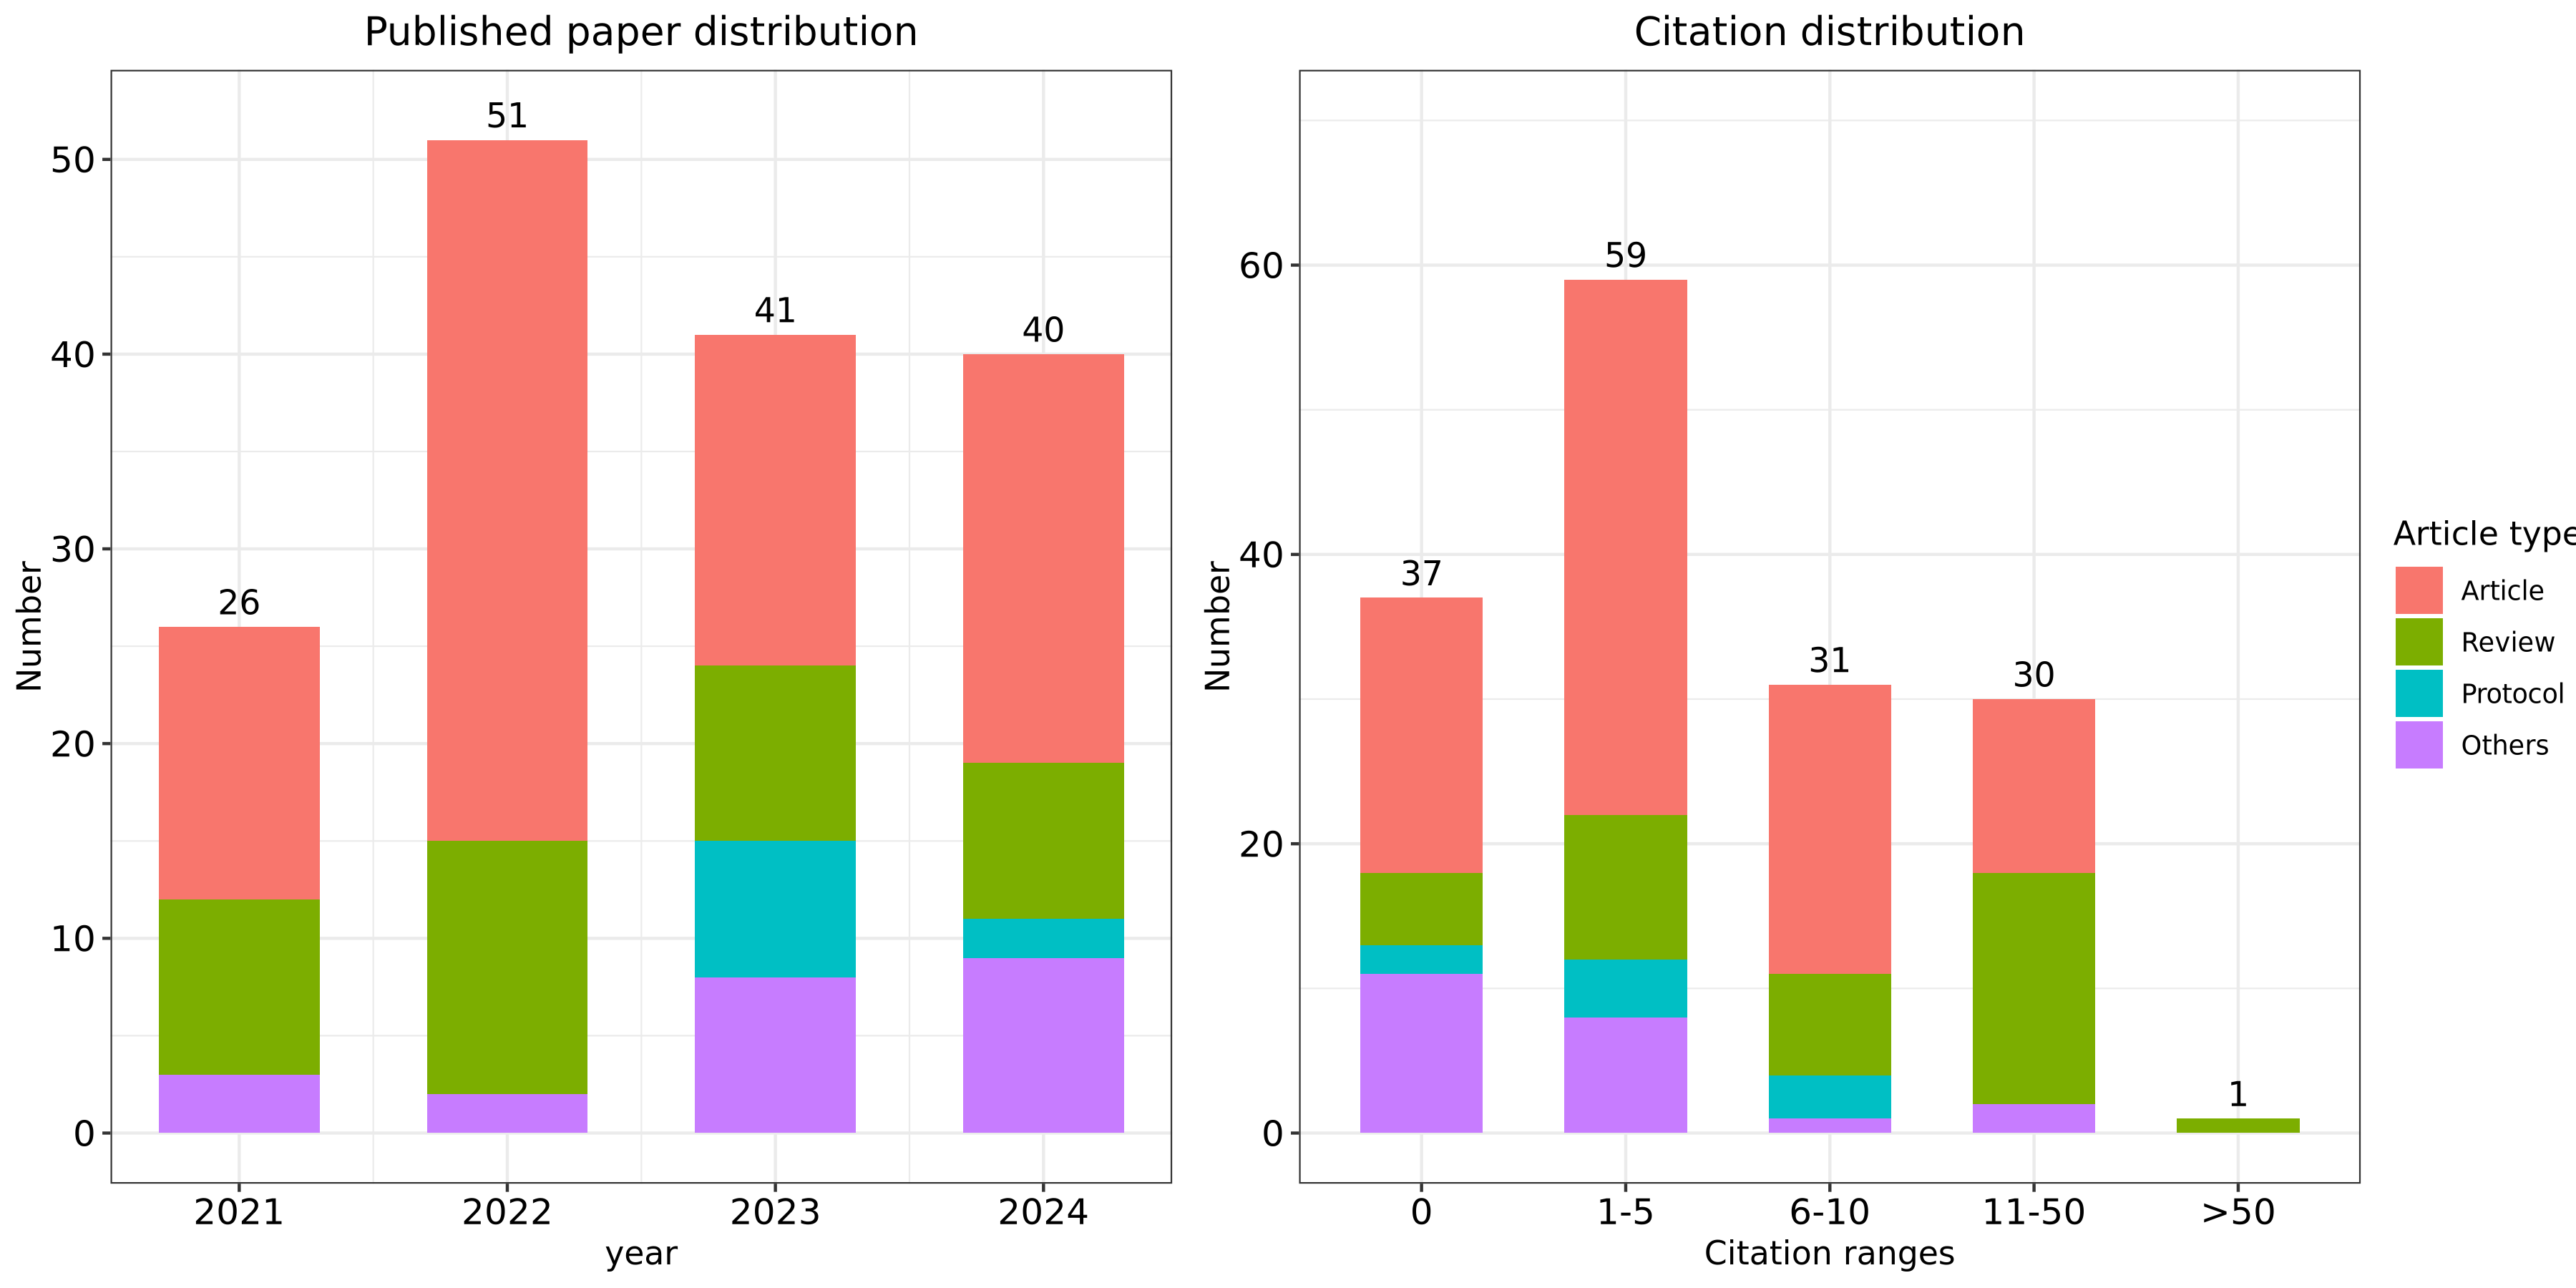 Published paper distribution
51
50
41
40
40
30
26
20
10
0
Number
2021 2022 2023 2024
year
Citation distribution
60
59
40
37
31
30
20
1
0
Number
0 1-5 6-10 11-50 >50
Citation ranges
Article type
Article
Review
Protocol
Others